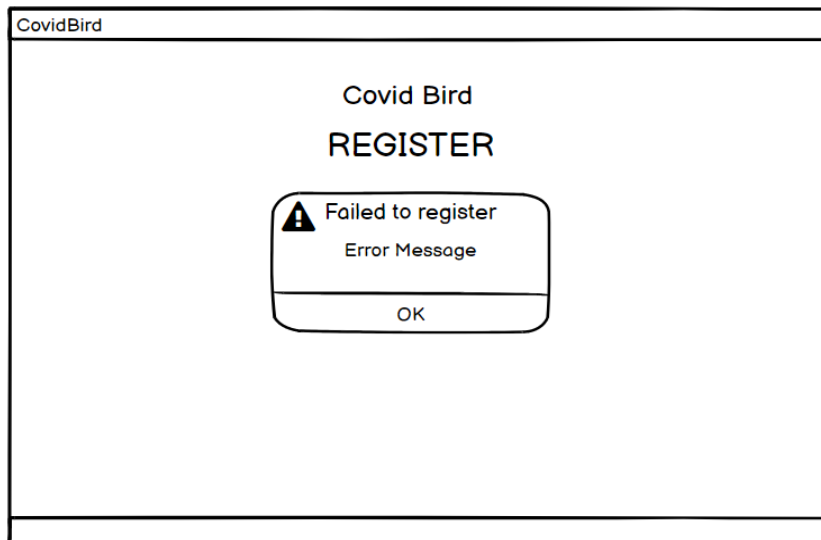 CovidBird
Covid Bird
REGISTER
Failed to register
Error Message
OK